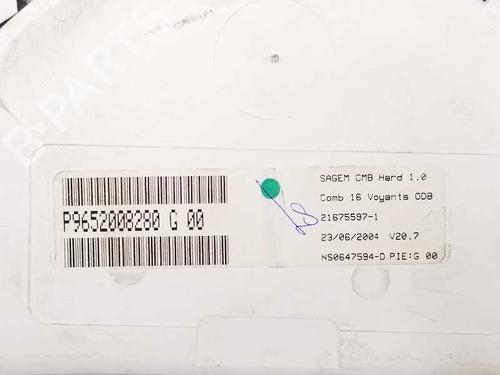 B-PARTS
P9652008280 G 00
SAGEM CMB Hard 1.0
Comb 16 Voyants ODB
21675597-1
23/06/2004 V20.7
NS0647594-D PIE:G 00